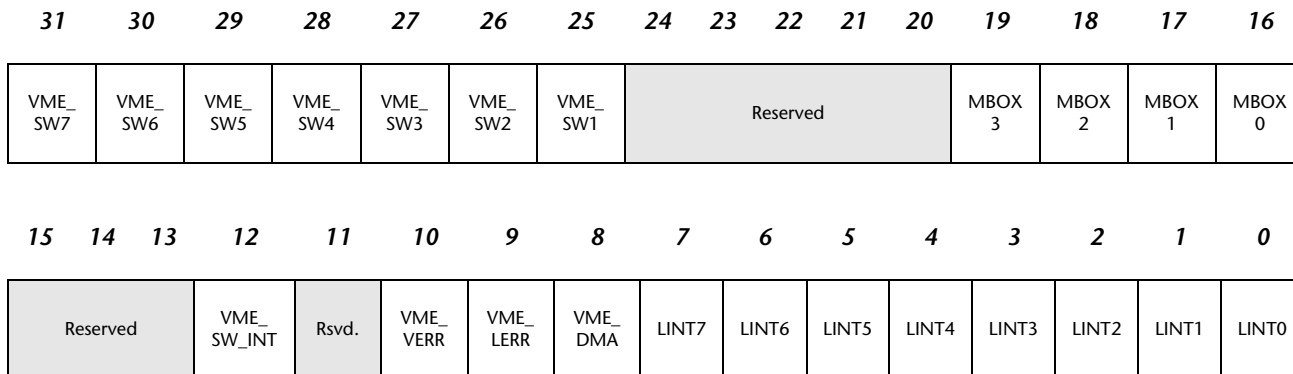 31 30 29 28 27 26 25 24 23 22 21 20 19 18 17 16
VME_ VME_ VME_ VME_ VME_ VME_ VME_ Reserved MBOX MBOX MBOX MBOX
SW7 SW6 SW5 SW4 SW3 SW2 SW1 3 2 1 0
15 14 13 12 11 10 9 8 7 6 5 4 3 2 1 0
Reserved VME_ Rsvd. VME_ VME_ VME_ LINT7 LINT6 LINT5 LINT4 LINT3 LINT2 LINT1 LINT0
SW_INT VERR LERR DMA